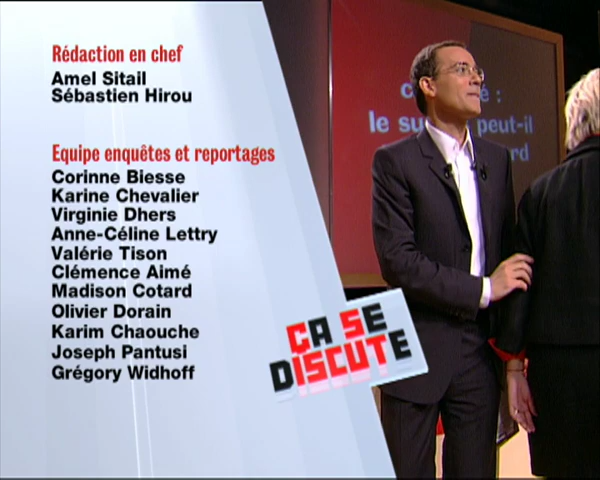 Rédaction en chef
Amel Sitail
Sébastien Hirou
Equipe enquêtes et reportages
Corinne Biesse
Karine Chevalier
Virginie Dhers
Anne-Céline Lettry
Valérie Tison
Clémence Aimé
Madison Cotard
Olivier Dorain
Karim Chaouche
Joseph Pantusi
Grégory Widhoff
ÇA SE
DISCUTE
:
le peut-il